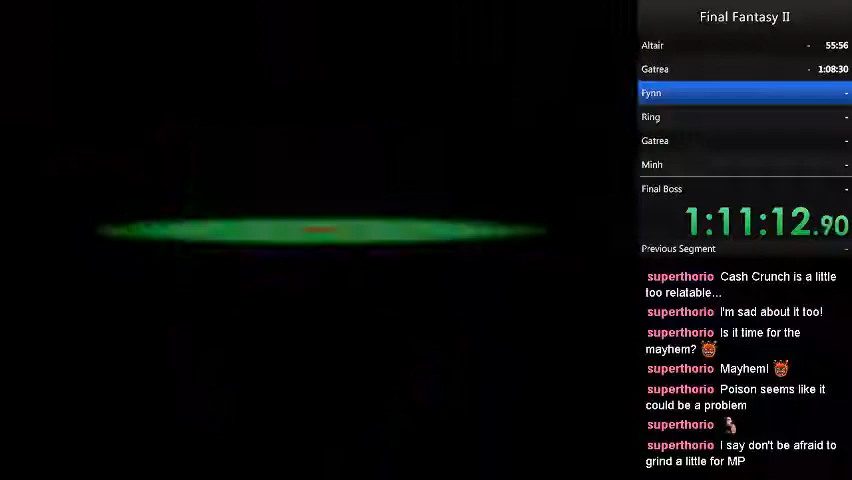 Final Fantasy II
Altair - 55:56
Gatrea - 1:08:30
Fynn -
Ring -
Gatrea -
Minh -
Final Boss -
1:11:12.90
Previous Segment -
superthorio Cash Crunch is a little
too relatable...
superthorio I'm sad about it too!
superthorio Is it time for the
mayhem?
superthorio Mayhem!
superthorio Poison seems like it
could be a problem
superthorio
superthorio I say don't be afraid to
grind a little for MP